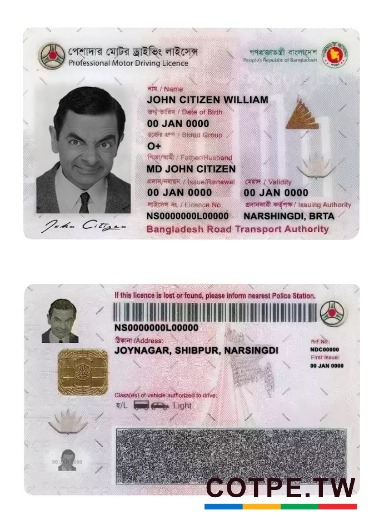 পেশাদার মোটর ড্রাইভিং লাইসেন্স
Professional Motor Driving Licence
গণপ্রজাতন্ত্রী বাংলাদেশ
People's Republic of Bangladesh
নাম / Name
JOHN CITIZEN WILLIAM
জন্ম তারিখ / Date of Birth
00 JAN 0000
রক্তের গ্রুপ / Blood Group
O+
পিতা/স্বামী / Father/Husband
MD JOHN CITIZEN
প্রদান/নবায়ন / Issue/Renewal
মেয়াদ / Validity
00 JAN 0000
00 JAN 0000
লাইসেন্স নং / Licence No
প্রদানকারী কর্তৃপক্ষ / Issuing Authority
NS0000000L00000
NARSHINGDI, BRTA
John Citizen
Bangladesh Road Transport Authority
If this licence is lost or found, please inform nearest Police Station.
NS0000000L00000
ঠিকানা /Address:
JOYNAGAR, SHIBPUR, NARSINGDI
Ref No:
NDC00000
First Issue:
00 JAN 0000
Class(es) of vehicle authorized to drive:
Light
COTPE.TW